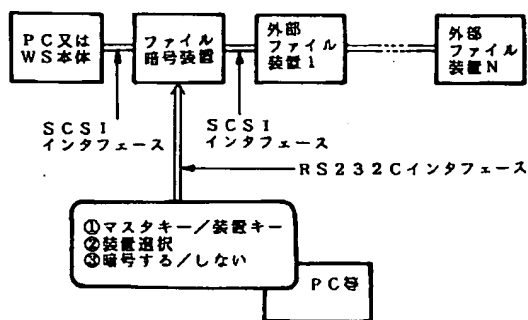 ＰＣ又は
ＷＳ本体
ファイル
暗号装置
外部
ファイル
装置１
外部
ファイル
装置Ｎ
ＳＣＳＩ
インタフェース
ＳＣＳＩ
インタフェース
ＲＳ２３２Ｃインタフェース
①マスタキー／装置キー
②装置選択
③暗号する／しない
ＰＣ等